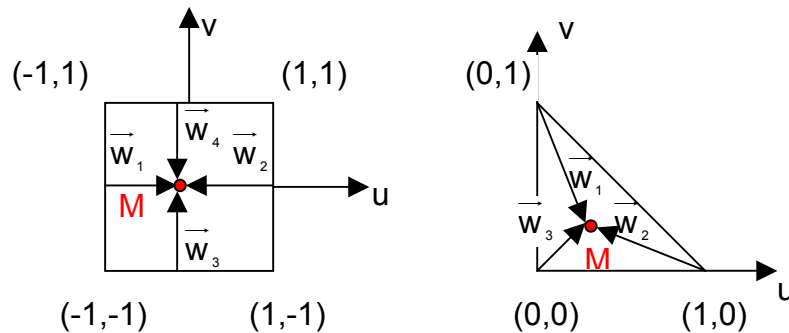 v
(-1,1) (1,1)
w₁ w₄ w₂
M u
w₃
(-1,-1) (1,-1)
v
(0,1)
w₁
w₃ w₂
M
u
(0,0) (1,0)